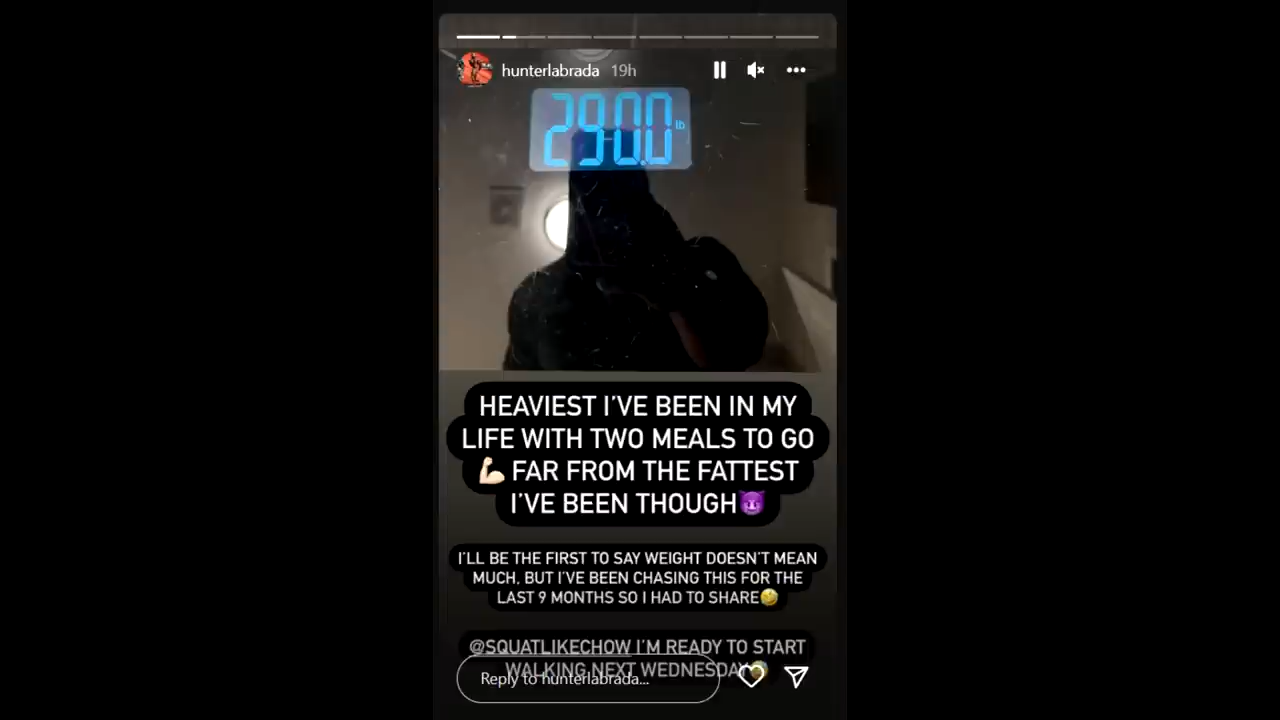 hunterlabrada 19h
290.0 lb
HEAVIEST I'VE BEEN IN MY
LIFE WITH TWO MEALS TO GO
💪🏻 FAR FROM THE FATTEST
I'VE BEEN THOUGH😈
I'LL BE THE FIRST TO SAY WEIGHT DOESN'T MEAN
MUCH, BUT I'VE BEEN CHASING THIS FOR THE
LAST 9 MONTHS SO I HAD TO SHARE🤣
@SQUATLIKECHOW I'M READY TO START
WALKING NEXT WEDNESDAY🤣
Reply to hunterlabrada...